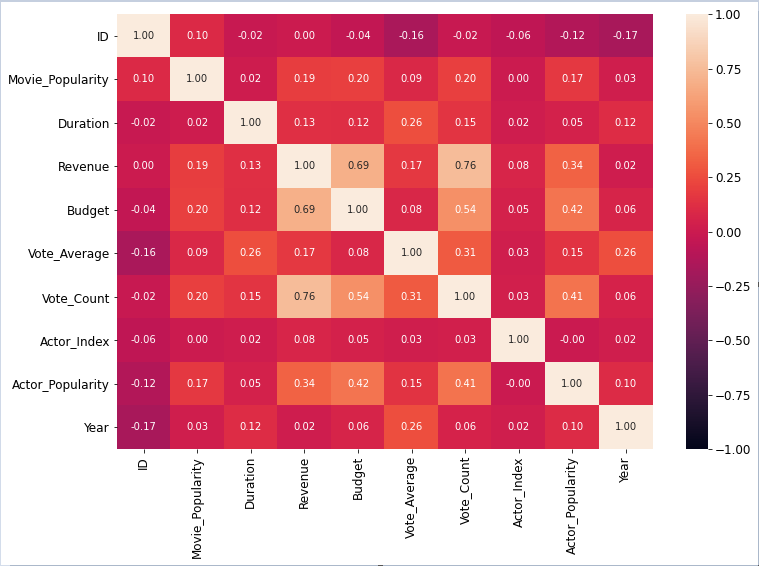 ID 1.00 0.10 -0.02 0.00 -0.04 -0.16 -0.02 -0.06 -0.12 -0.17
Movie_Popularity 0.10 1.00 0.02 0.19 0.20 0.09 0.20 0.00 0.17 0.03
Duration -0.02 0.02 1.00 0.13 0.12 0.26 0.15 0.02 0.05 0.12
Revenue 0.00 0.19 0.13 1.00 0.69 0.17 0.76 0.08 0.34 0.02
Budget -0.04 0.20 0.12 0.69 1.00 0.08 0.54 0.05 0.42 0.06
Vote_Average -0.16 0.09 0.26 0.17 0.08 1.00 0.31 0.03 0.15 0.26
Vote_Count -0.02 0.20 0.15 0.76 0.54 0.31 1.00 0.03 0.41 0.06
Actor_Index -0.06 0.00 0.02 0.08 0.05 0.03 0.03 1.00 -0.00 0.02
Actor_Popularity -0.12 0.17 0.05 0.34 0.42 0.15 0.41 -0.00 1.00 0.10
Year -0.17 0.03 0.12 0.02 0.06 0.26 0.06 0.02 0.10 1.00
ID
Movie_Popularity
Duration
Revenue
Budget
Vote_Average
Vote_Count
Actor_Index
Actor_Popularity
Year
1.00
0.75
0.50
0.25
0.00
−0.25
−0.50
−0.75
−1.00